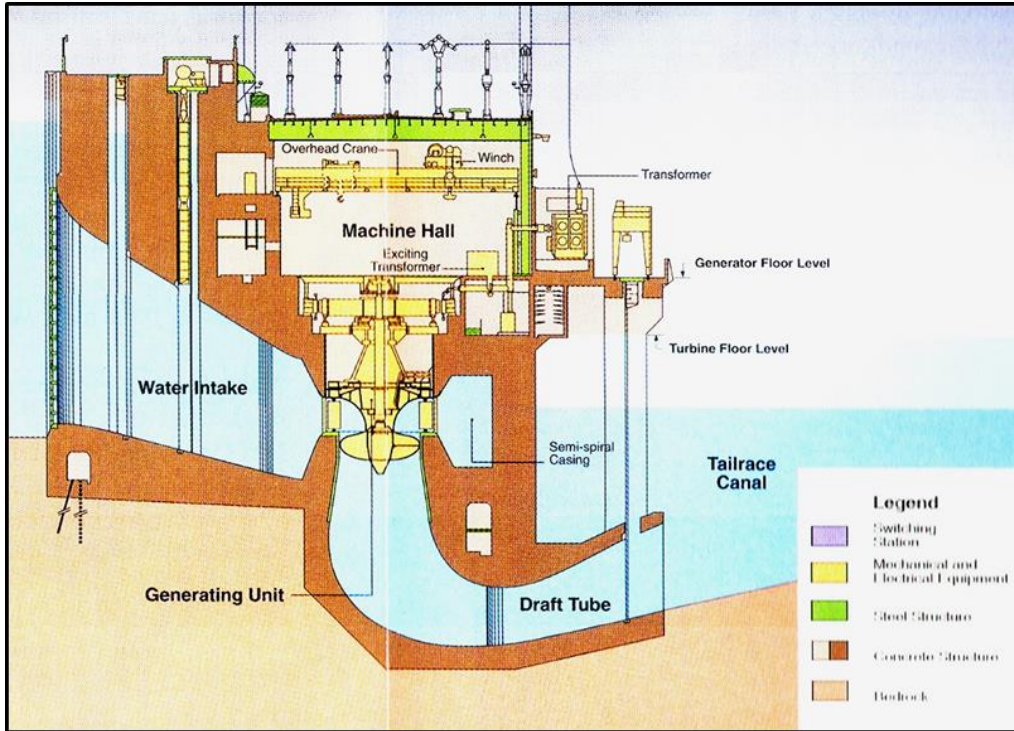 Overhead Crane
Winch
Transformer
Machine Hall
Exciting
Transformer
Generator Floor Level
Turbine Floor Level
Water Intake
Semi-spiral
Casing
Tailrace
Canal
Generating Unit
Draft Tube
Legend
Switching
Station
Mechanical and
Electrical Equipment
Steel Structure
Concrete Structure
Bedrock